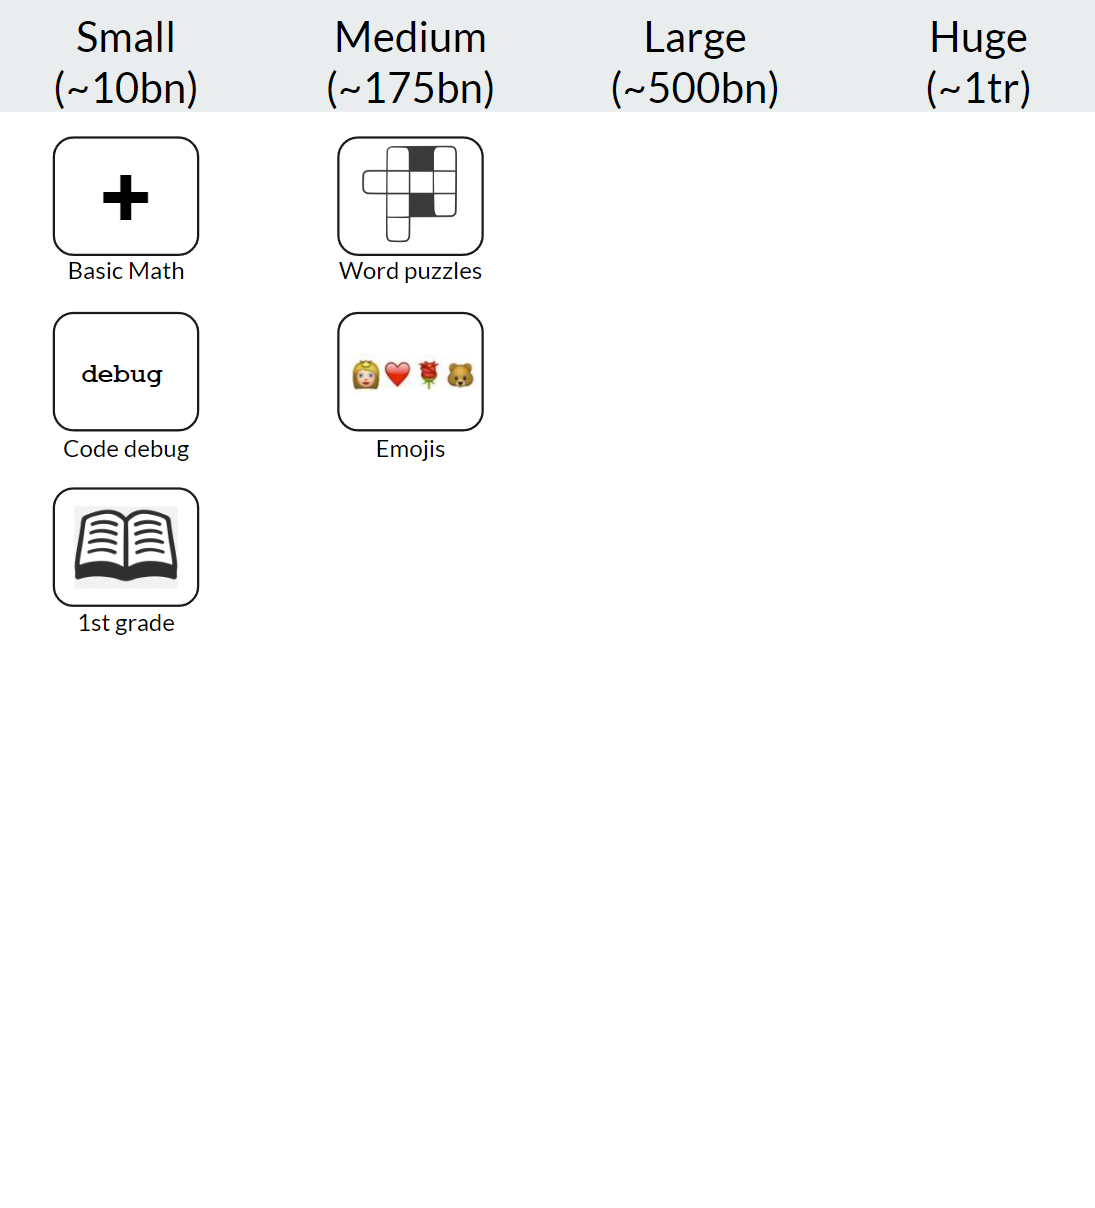 Small
(~10bn)
Medium
(~175bn)
Large
(~500bn)
Huge
(~1tr)
Basic Math
Word puzzles
debug
Code debug
Emojis
1st grade